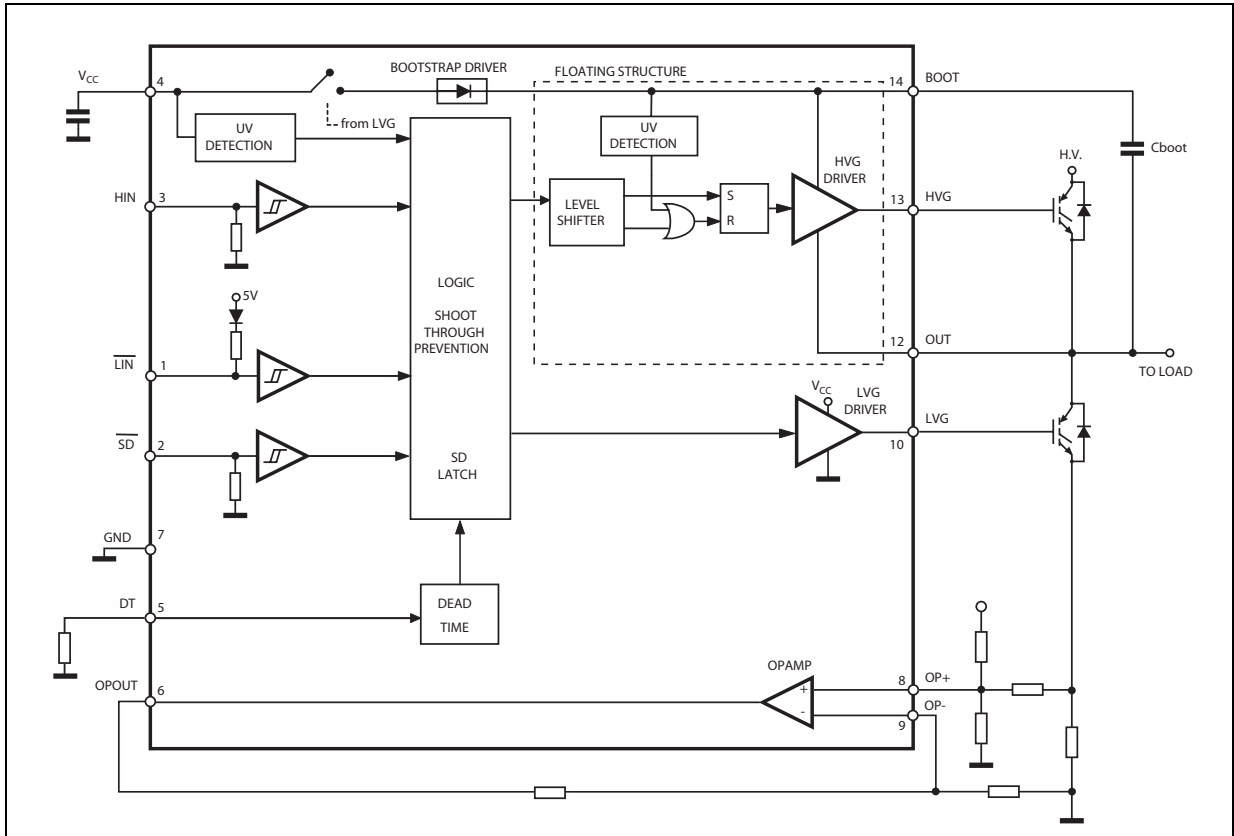 BOOTSTRAP DRIVER
FLOATING STRUCTURE
VCC
4
14
BOOT
from LVG
UV
DETECTION
UV
DETECTION
H.V.
Cboot
HVG
DRIVER
HIN
3
LEVEL
SHIFTER
S
R
13
HVG
LOGIC
SHOOT
THROUGH
PREVENTION
5V
12
OUT
TO LOAD
LIN
1
VCC
LVG
DRIVER
LVG
10
SD
2
SD
LATCH
GND
7
DT
5
DEAD
TIME
OPAMP
OPOUT
6
+
-
8
OP+
OP-
9